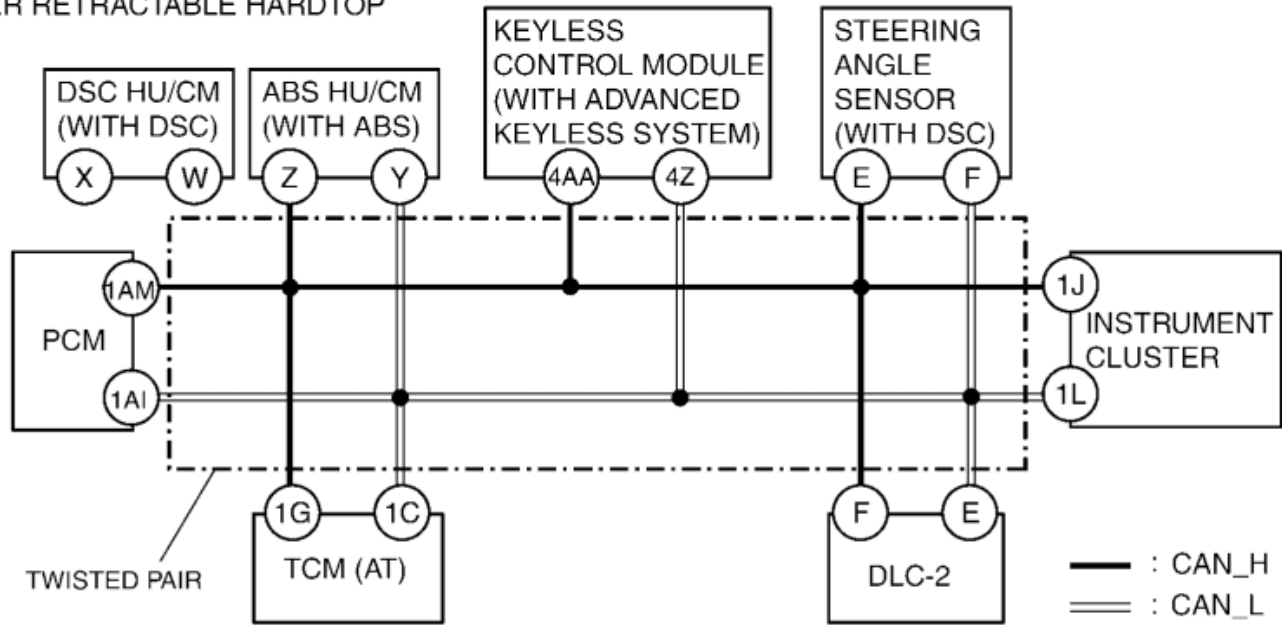 RETRACTABLE HARDTOP
DSC HU/CM
(WITH DSC)
X
W
ABS HU/CM
(WITH ABS)
Z
Y
KEYLESS
CONTROL MODULE
(WITH ADVANCED
KEYLESS SYSTEM)
4AA
4Z
STEERING
ANGLE
SENSOR
(WITH DSC)
E
F
PCM
1AM
1AI
1J
1L
INSTRUMENT
CLUSTER
1G
1C
TCM (AT)
F
E
DLC-2
TWISTED PAIR
: CAN_H
: CAN_L